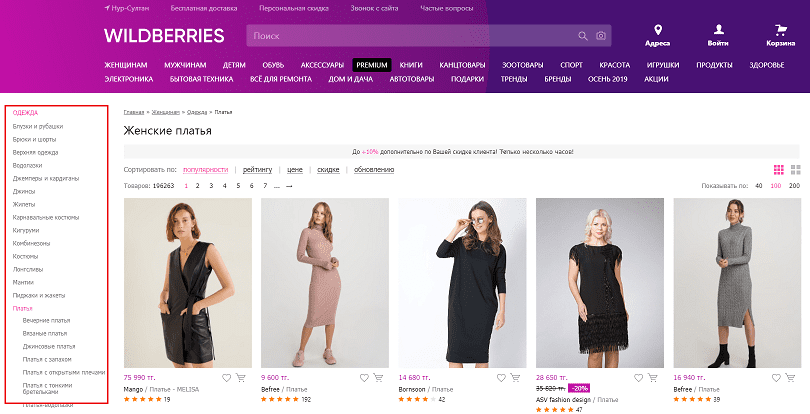 Нур-Султан Бесплатная доставка Персональная скидка Звонок с сайта Частые вопросы
WILDBERRIES
Поиск
Адреса Войти Корзина
ЖЕНЩИНАМ МУЖЧИНАМ ДЕТЯМ ОБУВЬ АКСЕССУАРЫ PREMIUM КНИГИ КАНЦТОВАРЫ ЗООТОВАРЫ СПОРТ КРАСОТА ИГРУШКИ ПРОДУКТЫ ЗДОРОВЬЕ
ЭЛЕКТРОНИКА БЫТОВАЯ ТЕХНИКА ВСЁ ДЛЯ РЕМОНТА ДОМ И ДАЧА АВТОТОВАРЫ ПОДАРКИ ТРЕНДЫ БРЕНДЫ ОСЕНЬ 2019 АКЦИИ
ОДЕЖДА
Блузки и рубашки
Брюки и шорты
Верхняя одежда
Водолазки
Джемперы и кардиганы
Джинсы
Жилеты
Карнавальные костюмы
Кигуруми
Комбинезоны
Костюмы
Лонгсливы
Мантии
Пиджаки и жакеты
Платья
Вечерние платья
Вязаные платья
Джинсовые платья
Платья с запахом
Платья с открытыми плечами
Платья с тонкими
бретельками
Платья-водолазки
Главная » Женщинам » Одежда » Платья
Женские платья
До +10% дополнительно по Вашей скидке клиента! Только несколько часов!
Сортировать по: популярности | рейтингу | цене | скидке | обновлению
Товаров: 196263 1 2 3 4 5 6 7 ... → Показывать по: 40 100 200
75 990 тг.
Mango / Платье - MELISA
19
9 600 тг.
Befree / Платье
192
14 680 тг.
Bornsoon / Платье
42
28 650 тг.
35 820 тг. -20%
ASV fashion design / Платье
47
16 940 тг.
Befree / Платье
39